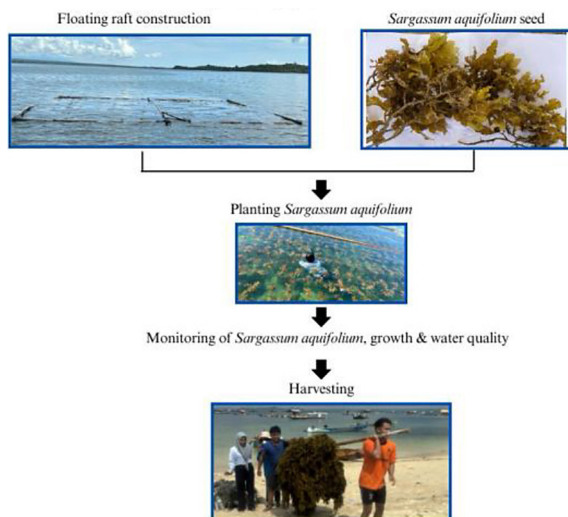 Floating raft construction
Sargassum aquifolium seed
Planting Sargassum aquifolium
Monitoring of Sargassum aquifolium, growth & water quality
Harvesting